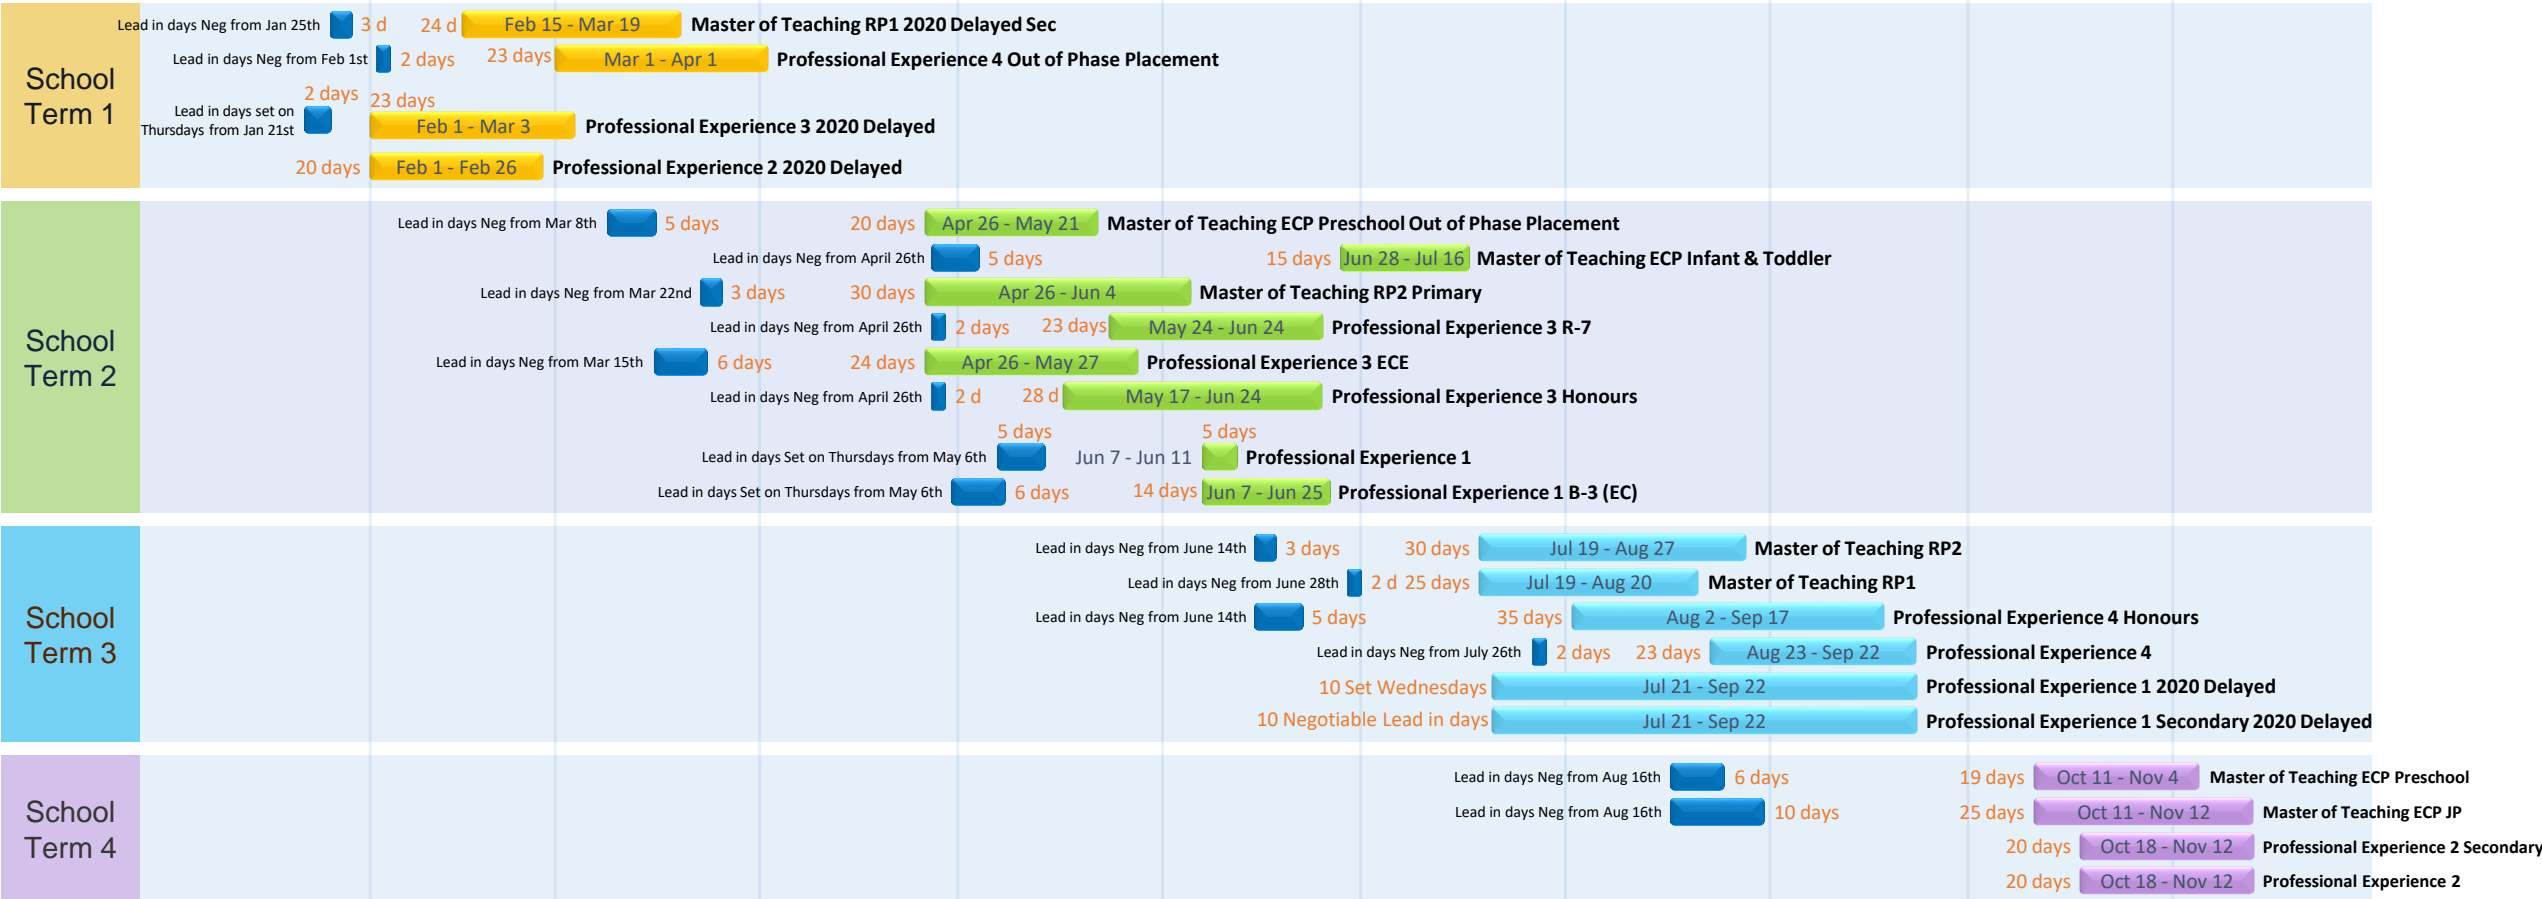 School
Term 1
Lead in days Neg from Jan 25th 3 d 24 d Feb 15 - Mar 19 Master of Teaching RP1 2020 Delayed Sec
Lead in days Neg from Feb 1st 2 days 23 days Mar 1 - Apr 1 Professional Experience 4 Out of Phase Placement
2 days 23 days
Lead in days set on
Thursdays from Jan 21st
Feb 1 - Mar 3 Professional Experience 3 2020 Delayed
20 days Feb 1 - Feb 26 Professional Experience 2 2020 Delayed
School
Term 2
Lead in days Neg from Mar 8th 5 days 20 days Apr 26 - May 21 Master of Teaching ECP Preschool Out of Phase Placement
Lead in days Neg from April 26th 5 days 15 days Jun 28 - Jul 16 Master of Teaching ECP Infant & Toddler
Lead in days Neg from Mar 22nd 3 days 30 days Apr 26 - Jun 4 Master of Teaching RP2 Primary
Lead in days Neg from April 26th 2 days 23 days May 24 - Jun 24 Professional Experience 3 R-7
Lead in days Neg from Mar 15th 6 days 24 days Apr 26 - May 27 Professional Experience 3 ECE
Lead in days Neg from April 26th 2 d 28 d May 17 - Jun 24 Professional Experience 3 Honours
5 days 5 days
Lead in days Set on Thursdays from May 6th Jun 7 - Jun 11 Professional Experience 1
Lead in days Set on Thursdays from May 6th 6 days 14 days Jun 7 - Jun 25 Professional Experience 1 B-3 (EC)
School
Term 3
Lead in days Neg from June 14th 3 days 30 days Jul 19 - Aug 27 Master of Teaching RP2
Lead in days Neg from June 28th 2 d 25 days Jul 19 - Aug 20 Master of Teaching RP1
Lead in days Neg from June 14th 5 days 35 days Aug 2 - Sep 17 Professional Experience 4 Honours
Lead in days Neg from July 26th 2 days 23 days Aug 23 - Sep 22 Professional Experience 4
10 Set Wednesdays Jul 21 - Sep 22 Professional Experience 1 2020 Delayed
10 Negotiable Lead in days Jul 21 - Sep 22 Professional Experience 1 Secondary 2020 Delayed
School
Term 4
Lead in days Neg from Aug 16th 6 days 19 days Oct 11 - Nov 4 Master of Teaching ECP Preschool
Lead in days Neg from Aug 16th 10 days 25 days Oct 11 - Nov 12 Master of Teaching ECP JP
20 days Oct 18 - Nov 12 Professional Experience 2 Secondary
20 days Oct 18 - Nov 12 Professional Experience 2